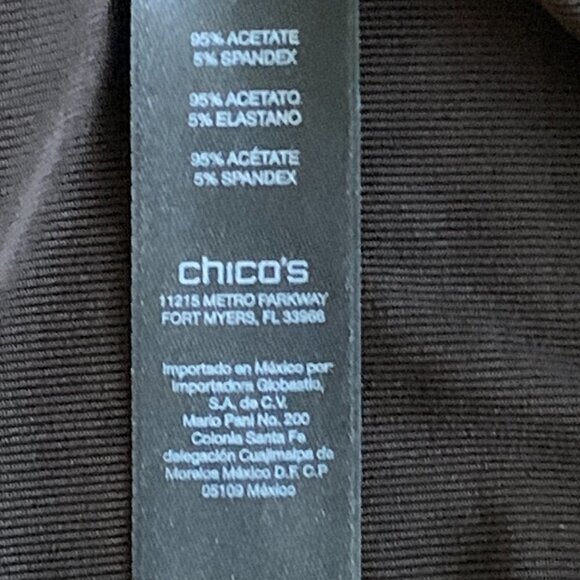 95% ACETATE
5% SPANDEX
95% ACETATO
5% ELASTANO
95% ACÉTATE
5% SPANDEX
chico's
11215 METRO PARKWAY
FORT MYERS, FL 33966
Importado en México por:
Importadora Globastio,
S.A. de C.V.
Mario Pani No. 200
Colonia Santa Fe
delegación Cuajimalpa de
Morelos México D.F. C.P
05109 México